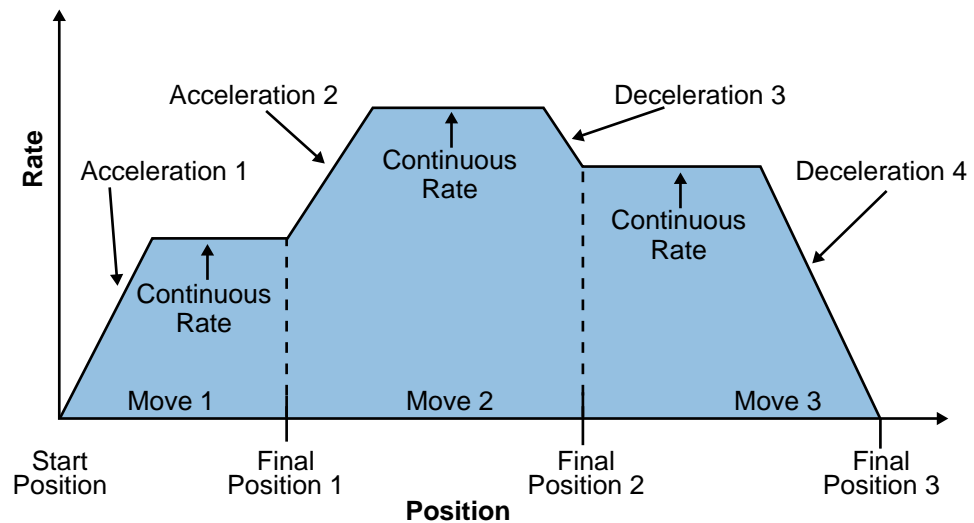 Rate
Acceleration 1
Acceleration 2
Deceleration 3
Deceleration 4
Continuous
Rate
Continuous
Rate
Continuous
Rate
Move 1
Move 2
Move 3
Start
Position
Final
Position 1
Final
Position 2
Final
Position 3
Position